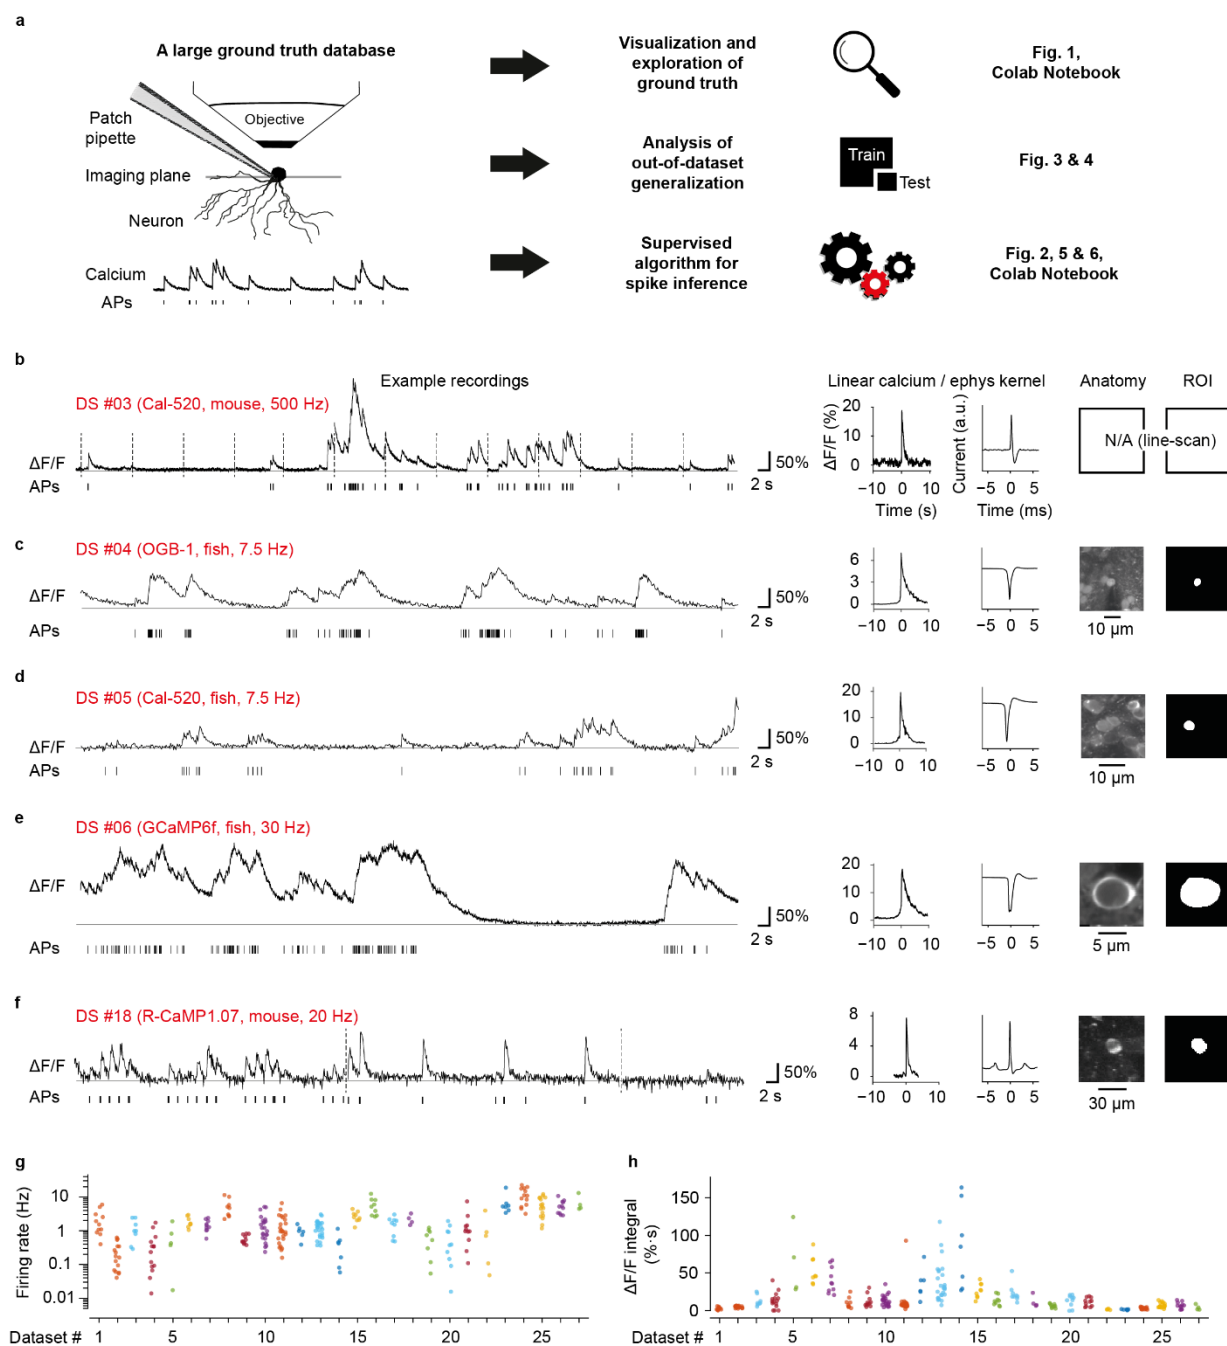 a
A large ground truth database
Patch
pipette
Objective
Imaging plane
Neuron
Calcium
APs
Visualization and
exploration of
ground truth
Fig. 1,
Colab Notebook
Analysis of
out-of-dataset
generalization
Train
Test
Fig. 3 & 4
Supervised
algorithm for
spike inference
Fig. 2, 5 & 6,
Colab Notebook
b
Example recordings
Linear calcium / ephys kernel
Anatomy
ROI
DS #03 (Cal-520, mouse, 500 Hz)
ΔF/F
APs
50%
2 s
ΔF/F (%)
20
10
0
−10 0 10
Time (s)
Current (a.u.)
−5 0 5
Time (ms)
N/A (line-scan)
c
DS #04 (OGB-1, fish, 7.5 Hz)
ΔF/F
APs
50%
2 s
6
3
0
−10 0 10
−5 0 5
10 µm
d
DS #05 (Cal-520, fish, 7.5 Hz)
ΔF/F
APs
50%
2 s
20
10
0
−10 0 10
−5 0 5
10 µm
e
DS #06 (GCaMP6f, fish, 30 Hz)
ΔF/F
APs
50%
2 s
20
10
0
−10 0 10
−5 0 5
5 µm
f
DS #18 (R-CaMP1.07, mouse, 20 Hz)
ΔF/F
APs
50%
2 s
8
4
0
−10 0 10
−5 0 5
30 µm
g
Firing rate (Hz)
10
1
0.1
0.01
Dataset # 1 5 10 15 20 25
h
ΔF/F integral
(%·s)
150
100
50
0
Dataset # 1 5 10 15 20 25